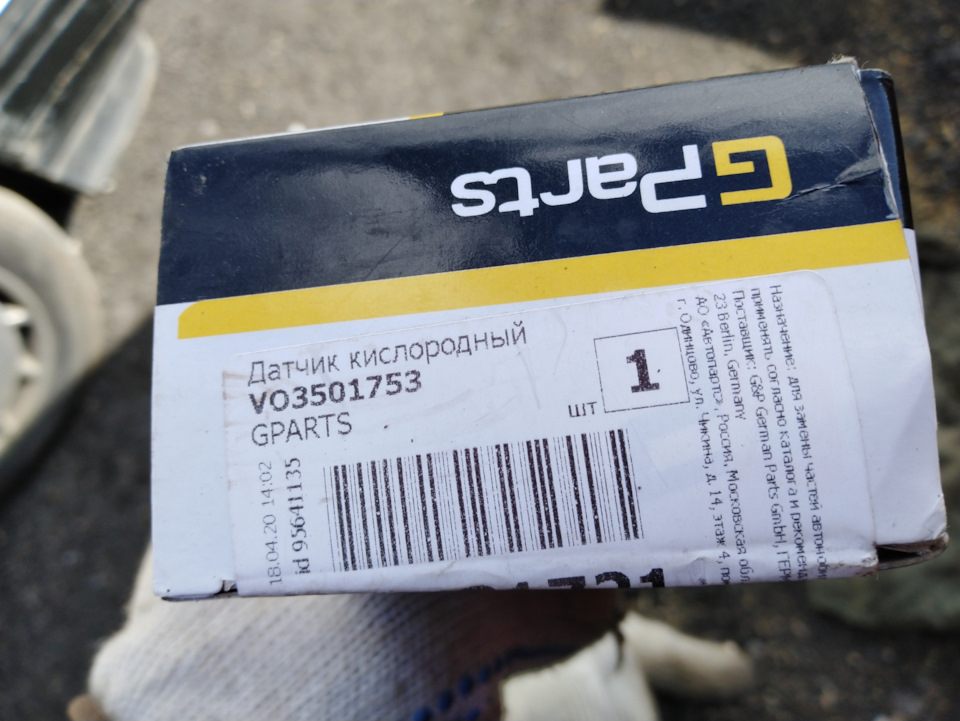 GParts
Датчик кислородный
VO3501753
GPARTS
шт
1
18.04.20 14:02
id 95641135
Назначение: для замены частей автомоби
применять согласно каталога и рекоменд
Поставщик: G&P German Parts GmbH, ГЕРМ
23 Berlin, Germany
АО «Автопартс», Россия, Московская обл
г. Одинцово, ул. Чикина, д. 14, этаж 4, по